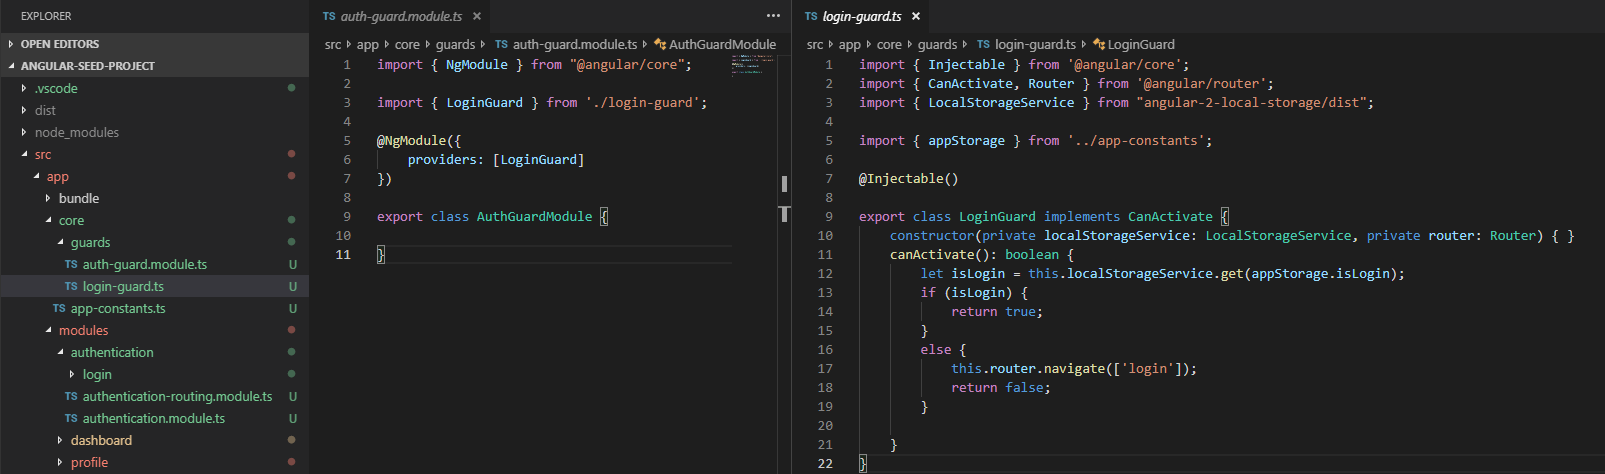 EXPLORER
OPEN EDITORS
ANGULAR-SEED-PROJECT
.vscode
dist
node_modules
src
app
bundle
core
guards
TS auth-guard.module.ts U
TS login-guard.ts U
TS app-constants.ts U
modules
authentication
login
TS authentication-routing.module.ts U
TS authentication.module.ts U
dashboard
profile
TS auth-guard.module.ts × ···
src › app › core › guards › TS auth-guard.module.ts › AuthGuardModule
1 import { NgModule } from "@angular/core";
2
3 import { LoginGuard } from './login-guard';
4
5 @NgModule({
6     providers: [LoginGuard]
7 })
8
9 export class AuthGuardModule {
10
11 }
TS login-guard.ts ×
src › app › core › guards › TS login-guard.ts › LoginGuard
1 import { Injectable } from '@angular/core';
2 import { CanActivate, Router } from '@angular/router';
3 import { LocalStorageService } from "angular-2-local-storage/dist";
4
5 import { appStorage } from '../app-constants';
6
7 @Injectable()
8
9 export class LoginGuard implements CanActivate {
10     constructor(private localStorageService: LocalStorageService, private router: Router) { }
11     canActivate(): boolean {
12         let isLogin = this.localStorageService.get(appStorage.isLogin);
13         if (isLogin) {
14             return true;
15         }
16         else {
17             this.router.navigate(['login']);
18             return false;
19         }
20
21     }
22 }